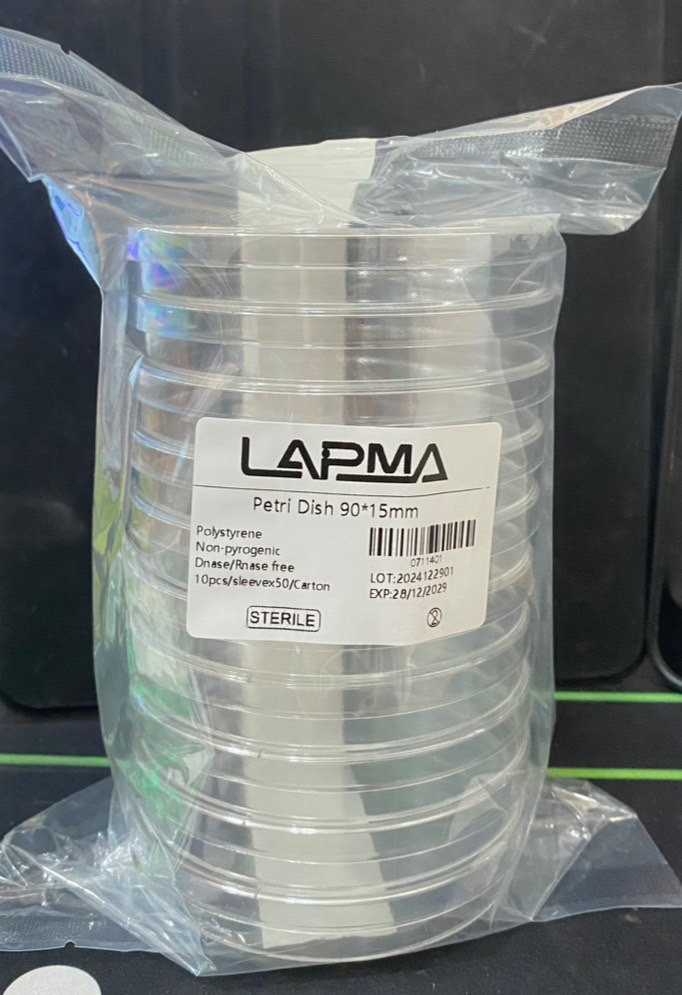 LAPMA
Petri Dish 90*15mm
Polystyrene
Non-pyrogenic
Dnase/Rnase free
10pcs/sleevex50/Carton
STERILE
0711401
LOT:2024122901
EXP:28/12/2029
2